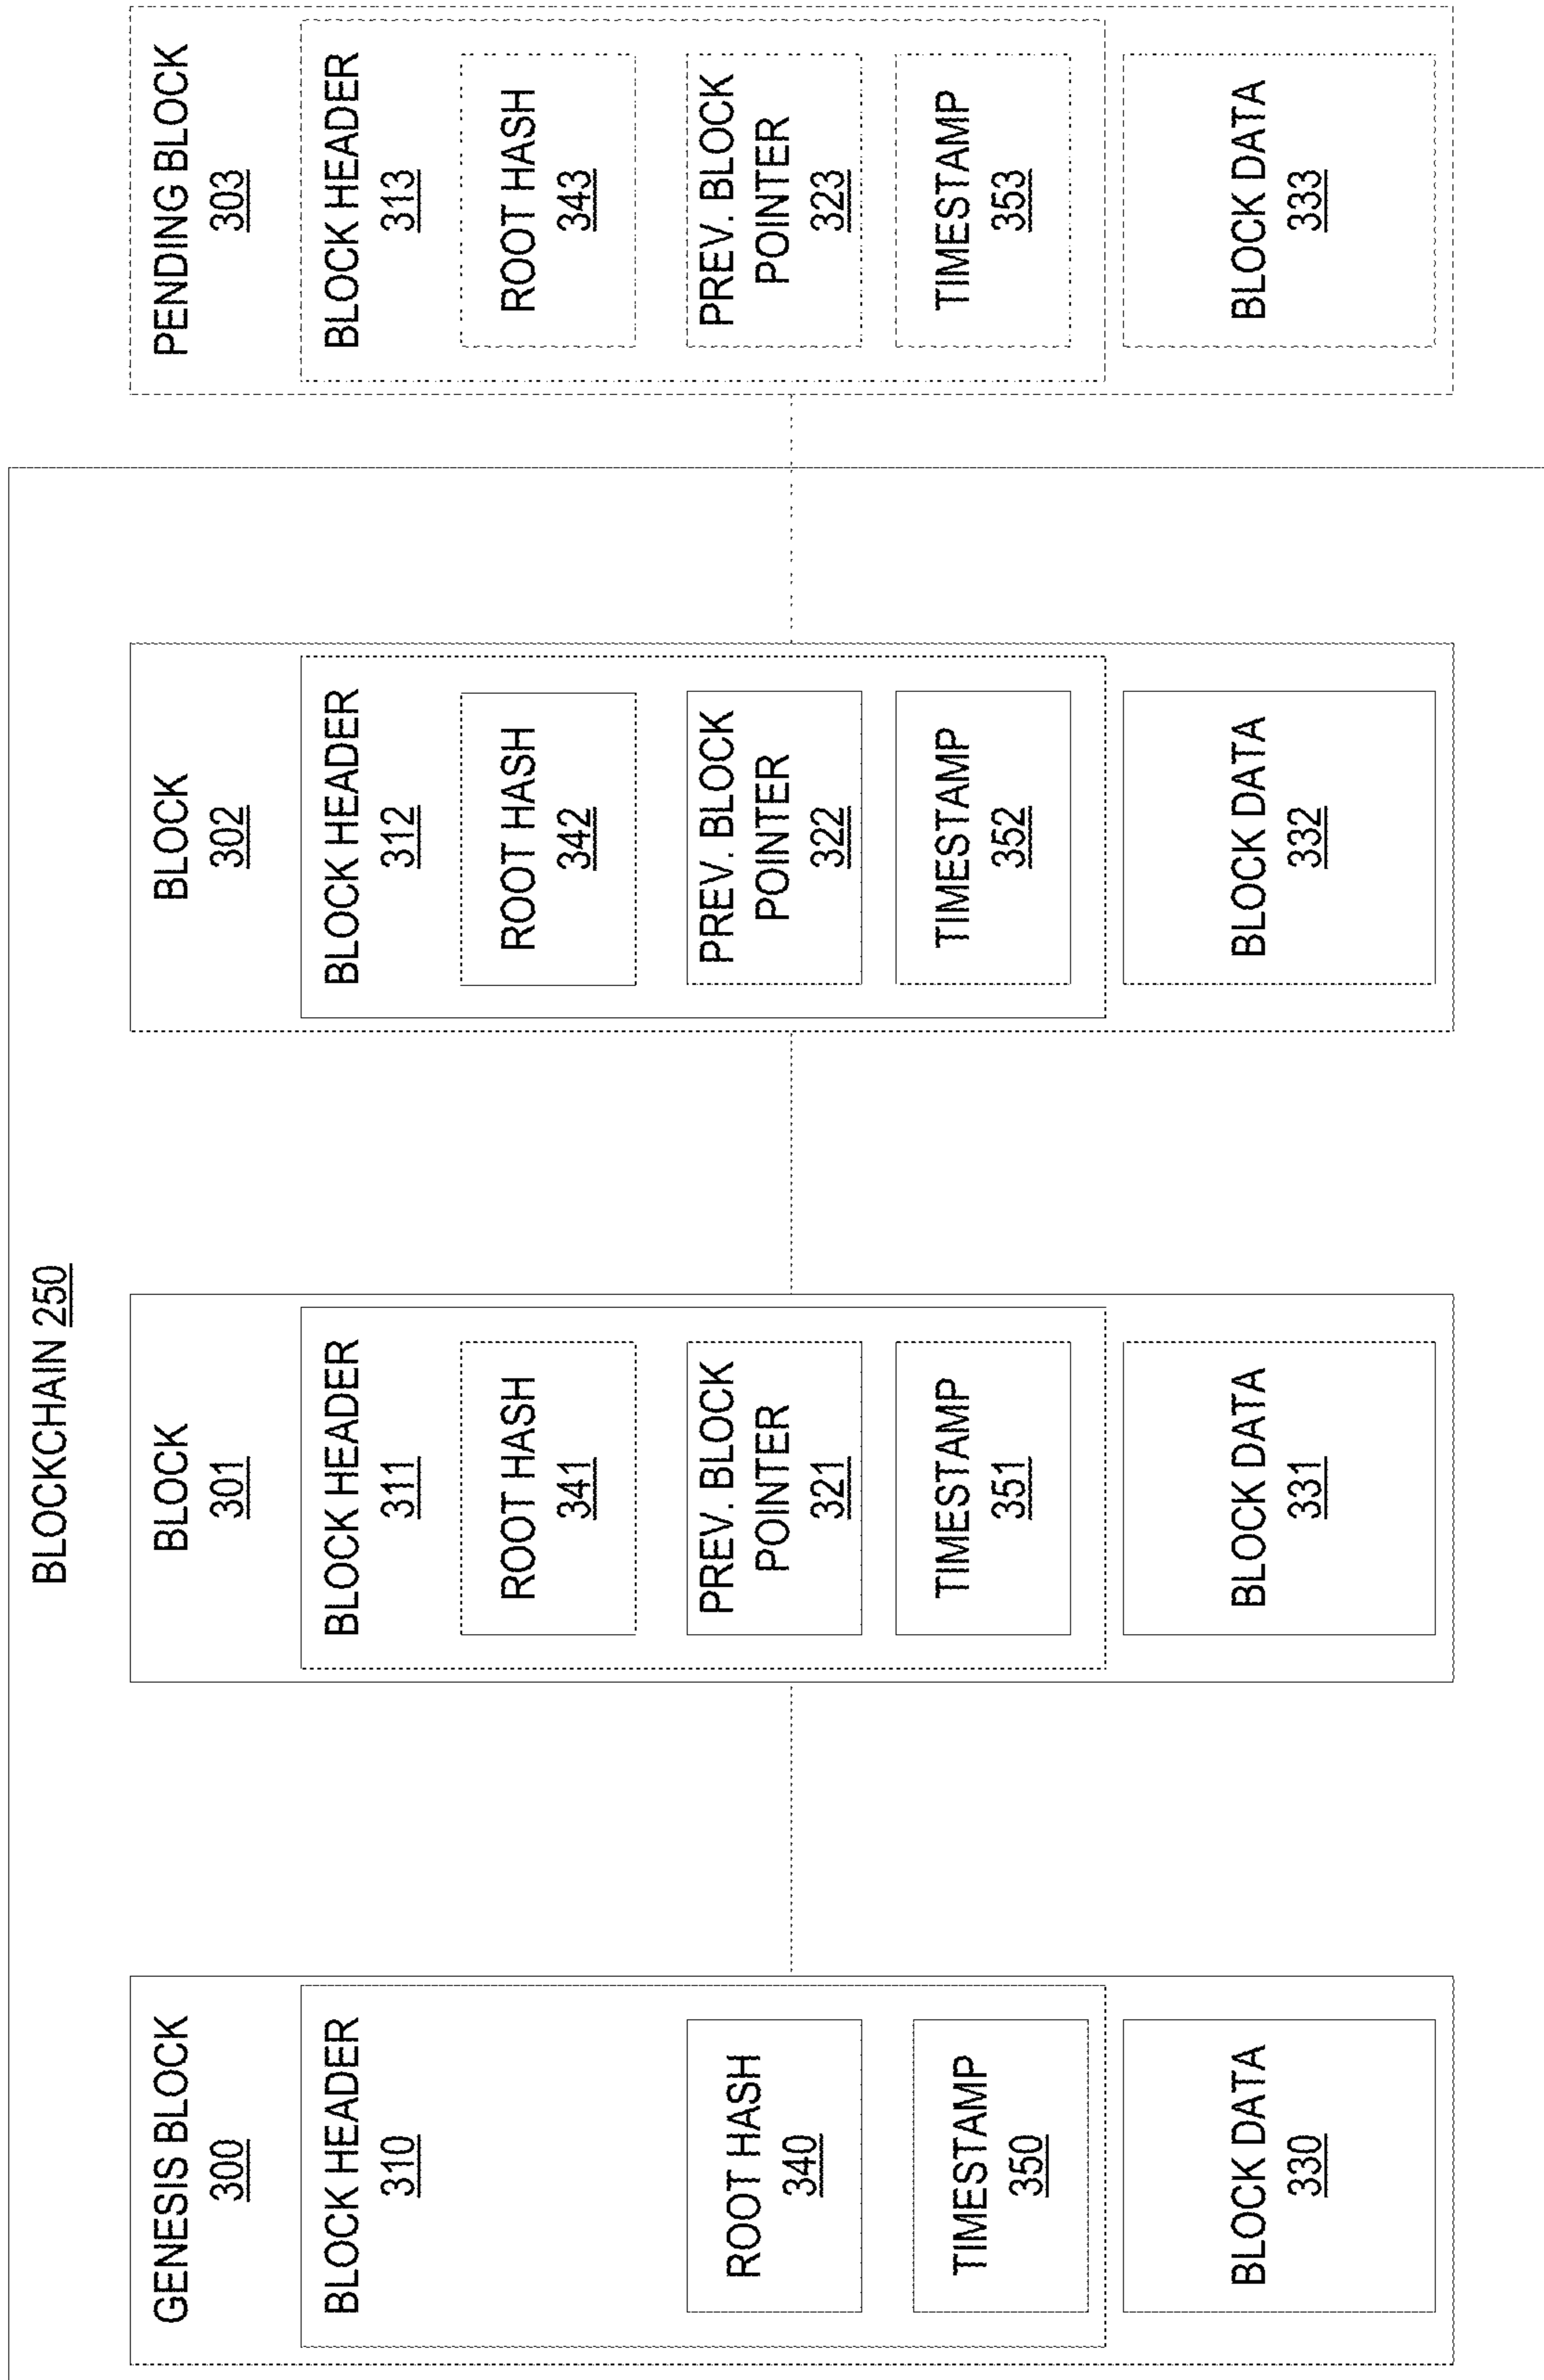 BLOCKCHAIN 250
GENESIS BLOCK
300
BLOCK HEADER
310
ROOT HASH
340
TIMESTAMP
350
BLOCK DATA
330
BLOCK
301
BLOCK HEADER
311
ROOT HASH
341
PREV. BLOCK
POINTER
321
TIMESTAMP
351
BLOCK DATA
331
BLOCK
302
BLOCK HEADER
312
ROOT HASH
342
PREV. BLOCK
POINTER
322
TIMESTAMP
352
BLOCK DATA
332
PENDING BLOCK
303
BLOCK HEADER
313
ROOT HASH
343
PREV. BLOCK
POINTER
323
TIMESTAMP
353
BLOCK DATA
333